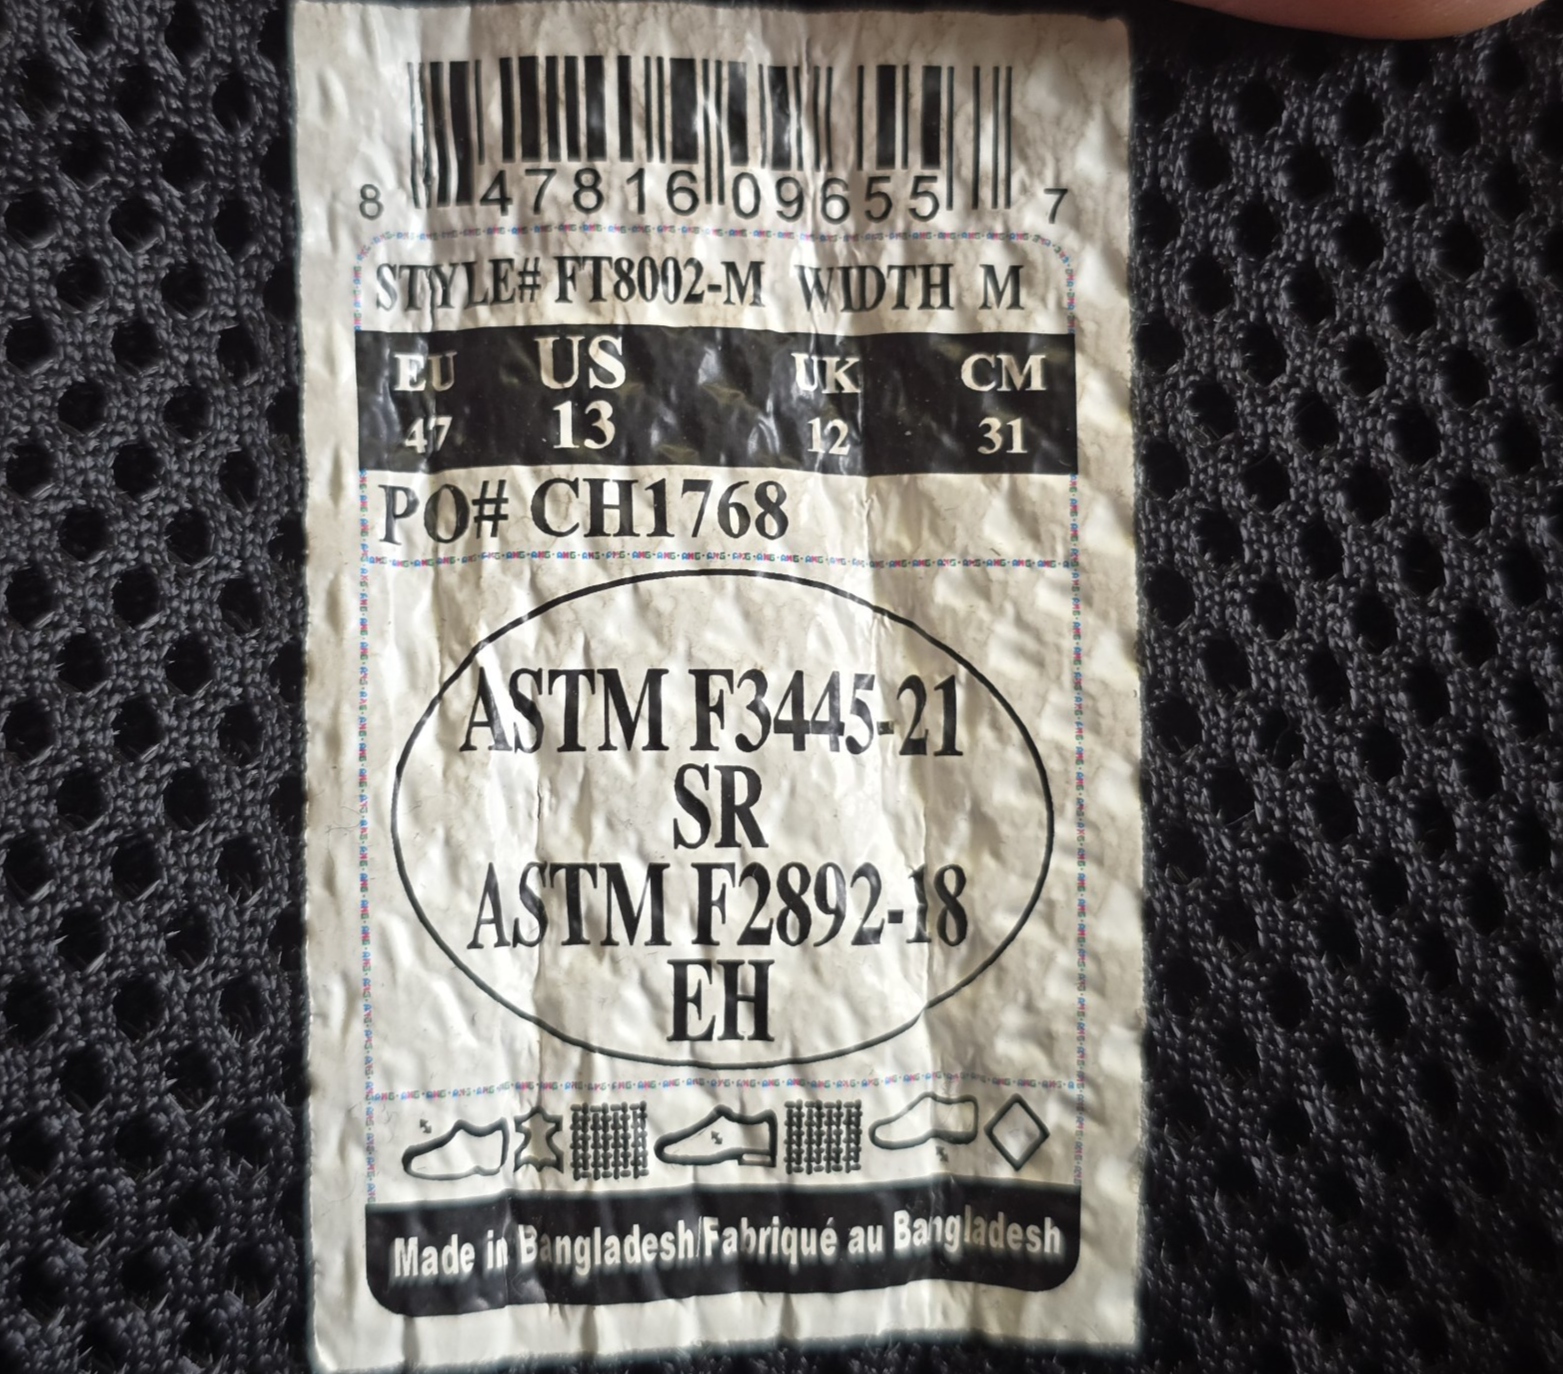 8 47816 09655 7
STYLE# FT8002-M WIDTH M
EU US UK CM
47 13 12 31
PO# CH1768
ASTM F3445-21
SR
ASTM F2892-18
EH
Made in Bangladesh/Fabriqué au Bangladesh